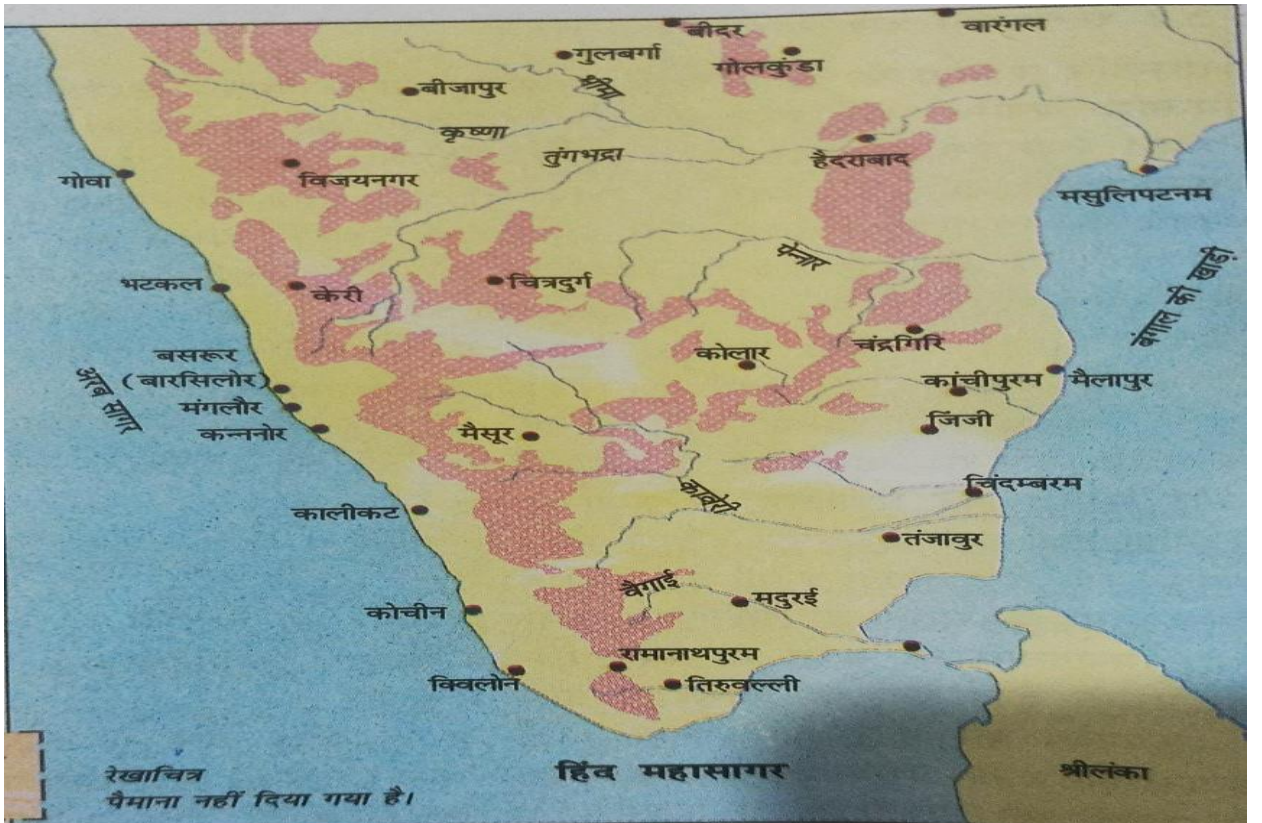 बीदर
वारंगल
गुलबर्गा
गोलकुंडा
बीजापुर
भीमा
कृष्णा
तुंगभद्रा
हैदराबाद
गोवा
विजयनगर
मसुलिपटनम
पेन्नार
बंगाल की खाड़ी
भटकल
केरी
चित्रदुर्ग
चंद्रगिरि
बसरूर
(बारसिलोर)
कोलार
कांचीपुरम
मैलापुर
अरब सागर
मंगलौर
कन्ननोर
मैसूर
जिंजी
कावेरी
चिंदम्बरम
कालीकट
तंजावुर
वैगाई
मदुरई
कोचीन
रामानाथपुरम
क्विलोन
तिरुवल्ली
रेखाचित्र
पैमाना नहीं दिया गया है।
हिंद महासागर
श्रीलंका